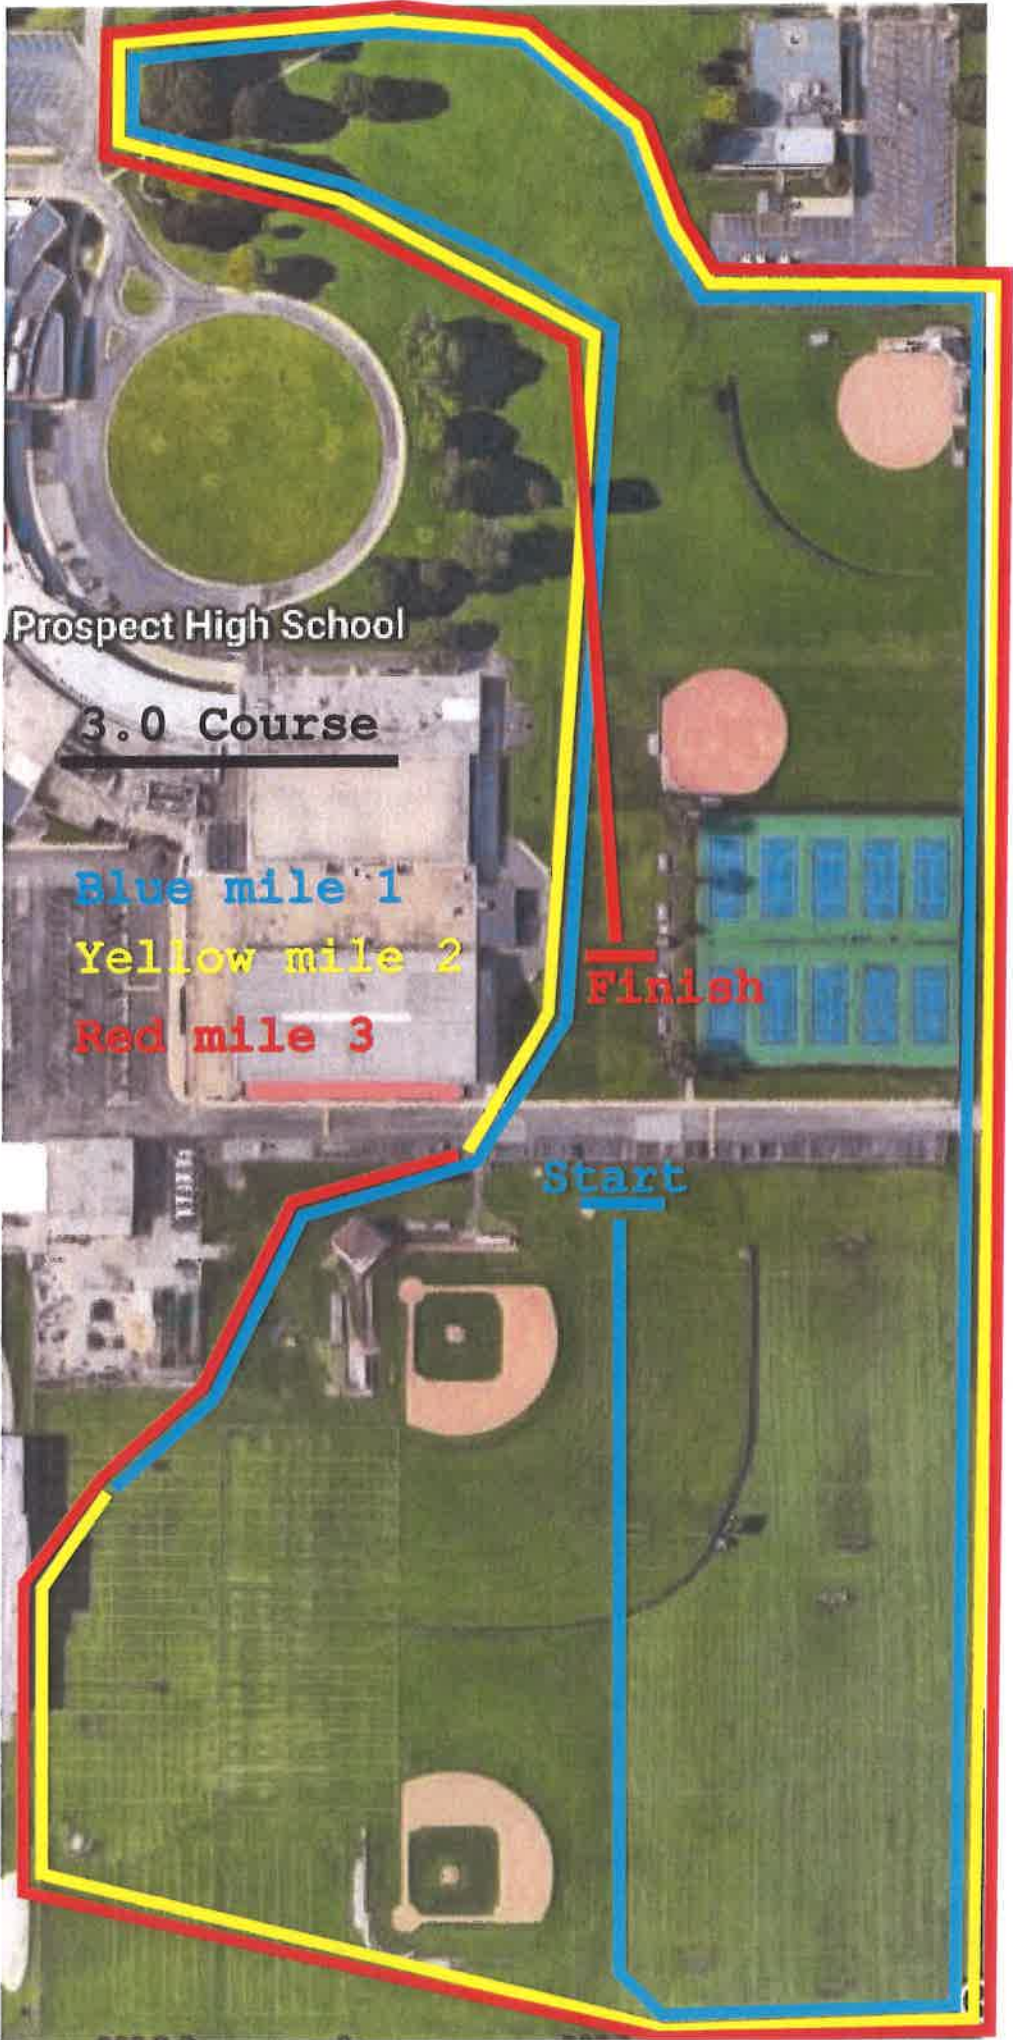 Prospect High School
3.0 Course
Blue mile 1
Yellow mile 2
Red mile 3
Finish
Start